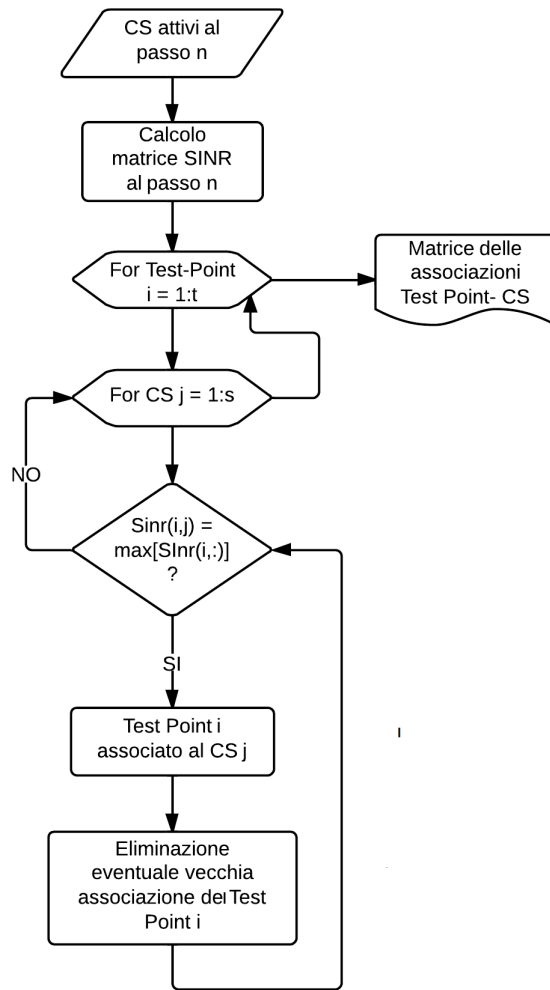 CS attivi al
passo n
Calcolo
matrice SINR
al passo n
For Test-Point
i = 1:t
Matrice delle
associazioni
Test Point- CS
For CS j = 1:s
NO
Sinr(i,j) =
max[SInr(i,:)]
?
SI
Test Point i
associato al CS j
Eliminazione
eventuale vecchia
associazione del Test
Point i